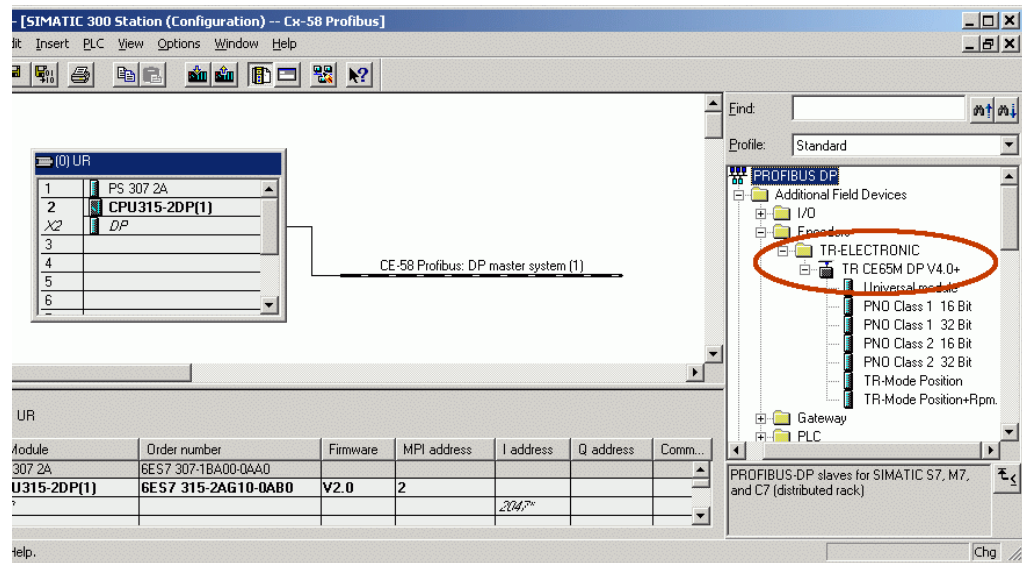 - [SIMATIC 300 Station (Configuration) -- Cx-58 Profibus]
dit Insert PLC View Options Window Help
(0) UR
1 PS 307 2A
2 CPU315-2DP(1)
X2 DP
3
4
5
6
CE-58 Profibus: DP master system (1)
Find:
Profile: Standard
PROFIBUS DP
Additional Field Devices
I/O
Encoders
TR-ELECTRONIC
TR CE65M DP V4.0+
Universal-module
PNO Class 1 16 Bit
PNO Class 1 32 Bit
PNO Class 2 16 Bit
PNO Class 2 32 Bit
TR-Mode Position
TR-Mode Position+Rpm.
Gateway
PLC
UR
Module Order number Firmware MPI address I address Q address Comm...
307 2A 6ES7 307-1BA00-0AA0
U315-2DP(1) 6ES7 315-2AG10-0AB0 V2.0 2
2047*
PROFIBUS-DP slaves for SIMATIC S7, M7,
and C7 (distributed rack)
Help.
Chg